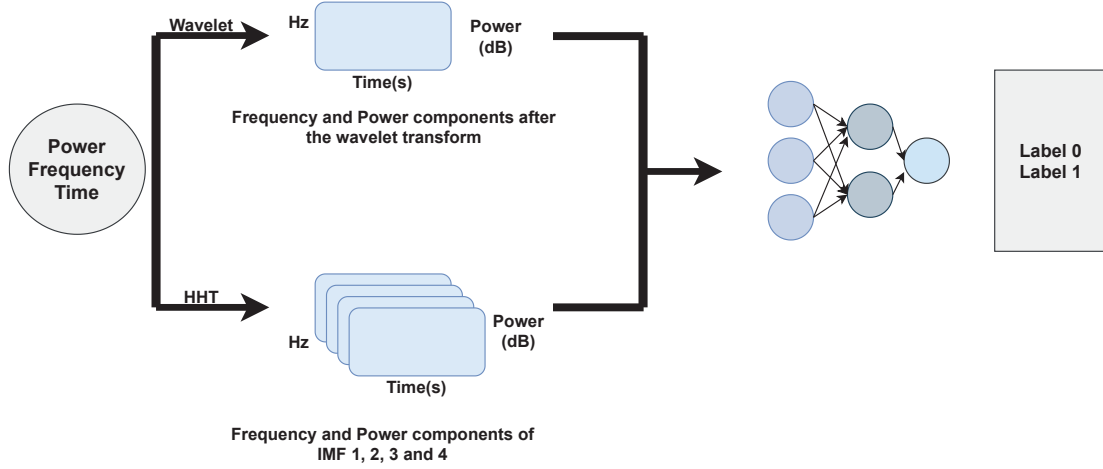 Wavelet
Hz
Power
(dB)
Time(s)
Frequency and Power components after
the wavelet transform
Power
Frequency
Time
Label 0
Label 1
HHT
Hz
Power
(dB)
Time(s)
Frequency and Power components of
IMF 1, 2, 3 and 4